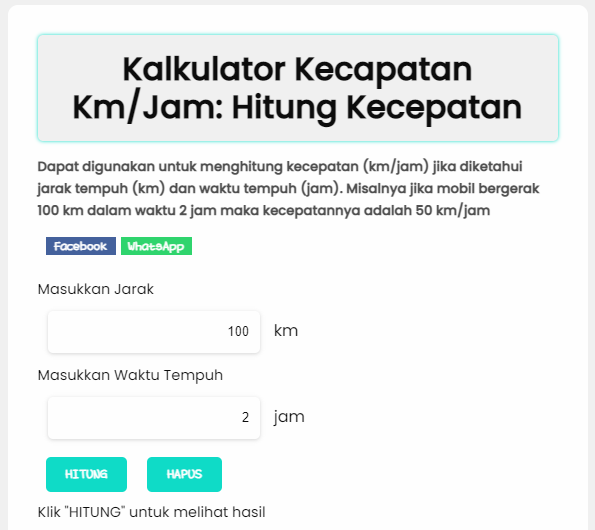 Kalkulator Kecapatan
Km/Jam: Hitung Kecepatan
Dapat digunakan untuk menghitung kecepatan (km/jam) jika diketahui
jarak tempuh (km) dan waktu tempuh (jam). Misalnya jika mobil bergerak
100 km dalam waktu 2 jam maka kecepatannya adalah 50 km/jam
Facebook WhatsApp
Masukkan Jarak
100 km
Masukkan Waktu Tempuh
2 jam
HITUNG HAPUS
Klik "HITUNG" untuk melihat hasil